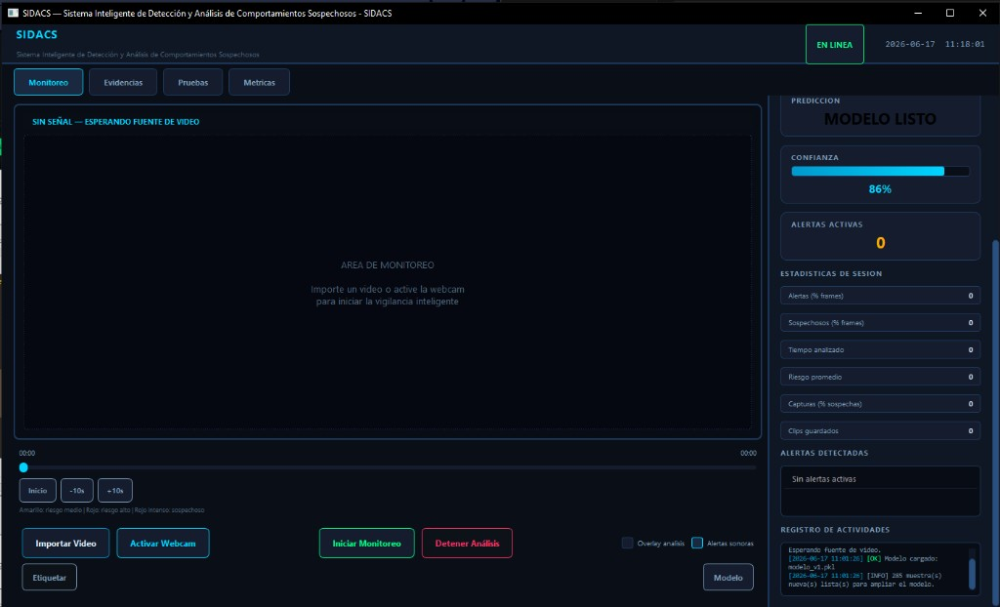 SIDACS — Sistema Inteligente de Detección y Análisis de Comportamientos Sospechosos - SIDACS
SIDACS
Sistema Inteligente de Detección y Análisis de Comportamientos Sospechosos
EN LINEA
2026-06-17 11:18:01
Monitoreo
Evidencias
Pruebas
Metricas
SIN SEÑAL — ESPERANDO FUENTE DE VIDEO
AREA DE MONITOREO
Importe un video o active la webcam
para iniciar la vigilancia inteligente
00:00
00:00
Inicio
-10s
+10s
Amarillo: riesgo medio | Rojo: riesgo alto | Rojo intenso: sospechoso
Importar Video
Activar Webcam
Iniciar Monitoreo
Detener Análisis
Overlay analisis
Alertas sonoras
Etiquetar
Modelo
PREDICCION
MODELO LISTO
CONFIANZA
86%
ALERTAS ACTIVAS
0
ESTADISTICAS DE SESION
Alertas (% frames) 0
Sospechosos (% frames) 0
Tiempo analizado 0
Riesgo promedio 0
Capturas (% sospechas) 0
Clips guardados 0
ALERTAS DETECTADAS
Sin alertas activas
REGISTRO DE ACTIVIDADES
Esperando fuente de video.
[2026-06-17 11:01:26] [OK] Modelo cargado:
modelo_v1.pkl
[2026-06-17 11:01:26] [INFO] 285 muestra(s)
nueva(s) lista(s) para ampliar el modelo.